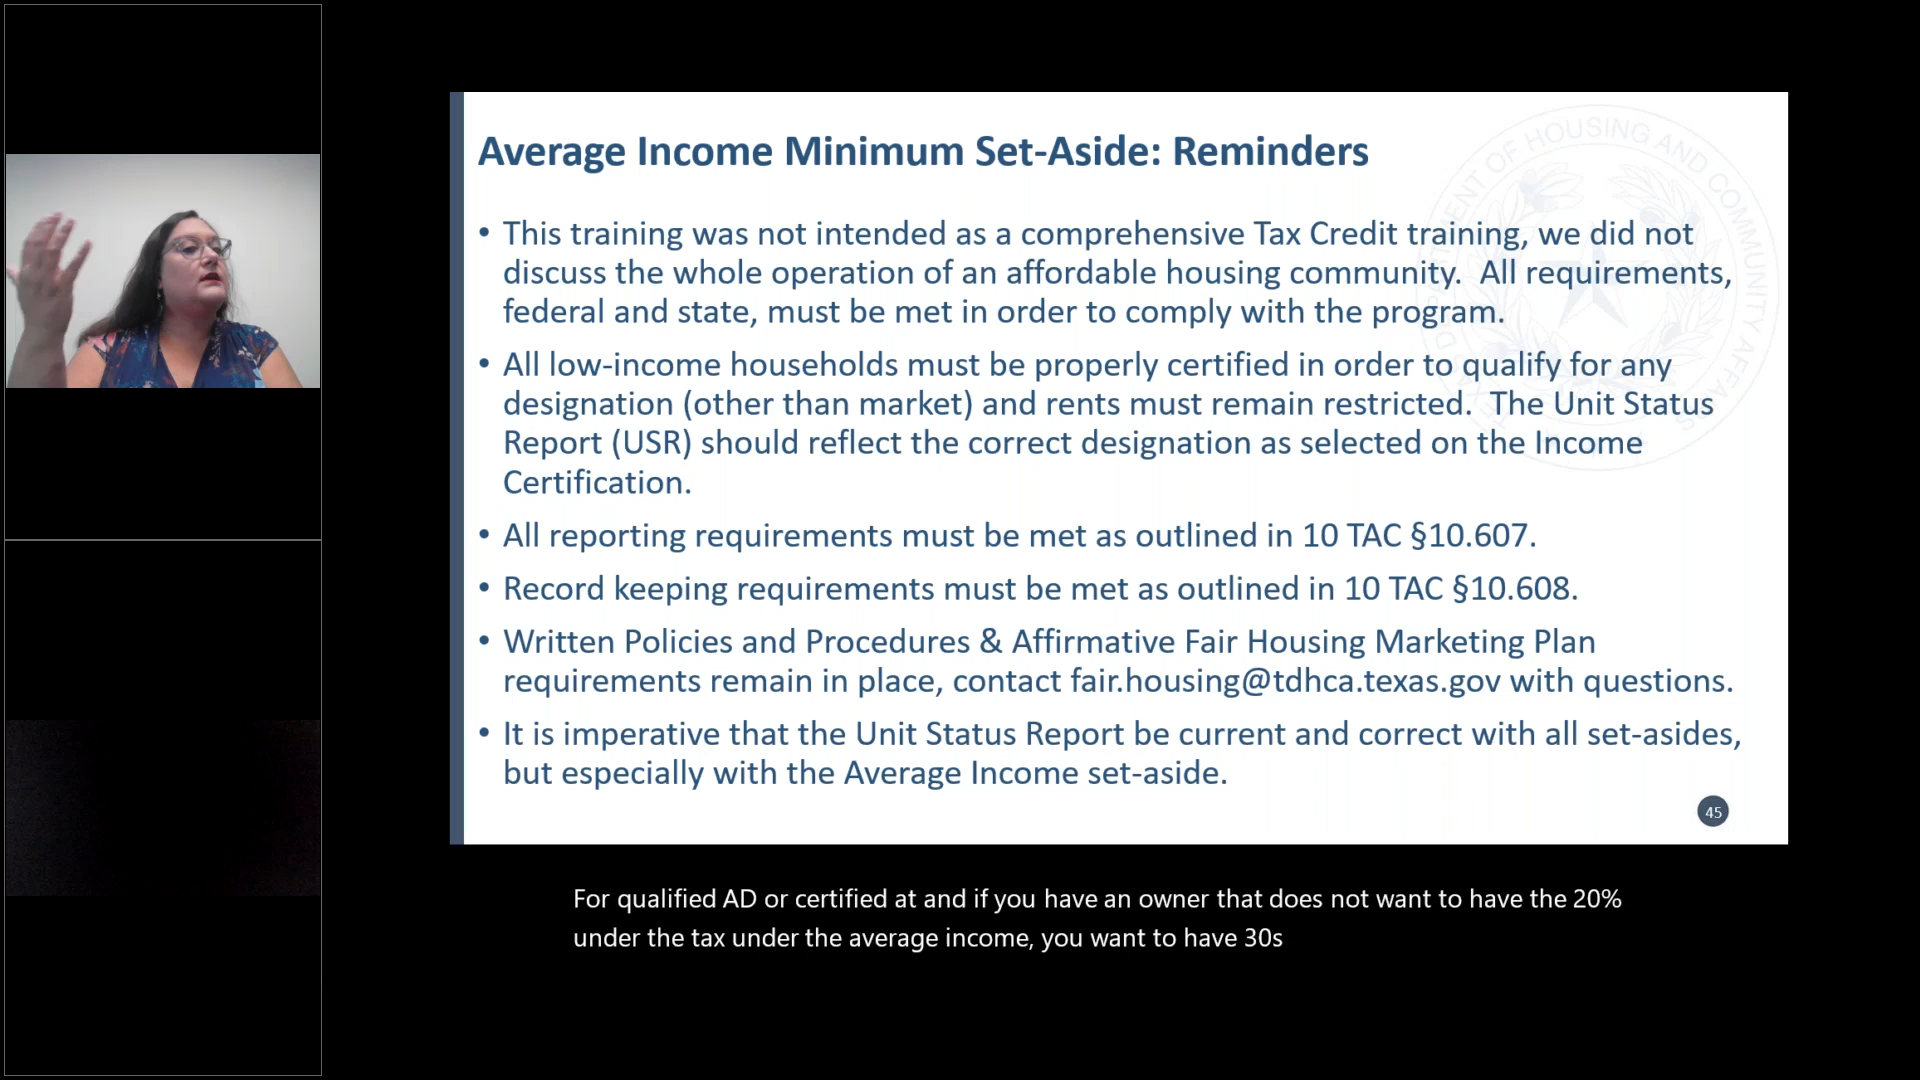 Average Income Minimum Set-Aside: Reminders
• This training was not intended as a comprehensive Tax Credit training, we did not
discuss the whole operation of an affordable housing community.  All requirements,
federal and state, must be met in order to comply with the program.
• All low-income households must be properly certified in order to qualify for any
designation (other than market) and rents must remain restricted.  The Unit Status
Report (USR) should reflect the correct designation as selected on the Income
Certification.
• All reporting requirements must be met as outlined in 10 TAC §10.607.
• Record keeping requirements must be met as outlined in 10 TAC §10.608.
• Written Policies and Procedures & Affirmative Fair Housing Marketing Plan
requirements remain in place, contact fair.housing@tdhca.texas.gov with questions.
• It is imperative that the Unit Status Report be current and correct with all set-asides,
but especially with the Average Income set-aside.
45
TEXAS DEPARTMENT OF HOUSING AND COMMUNITY AFFAIRS
For qualified AD or certified at and if you have an owner that does not want to have the 20%
under the tax under the average income, you want to have 30s